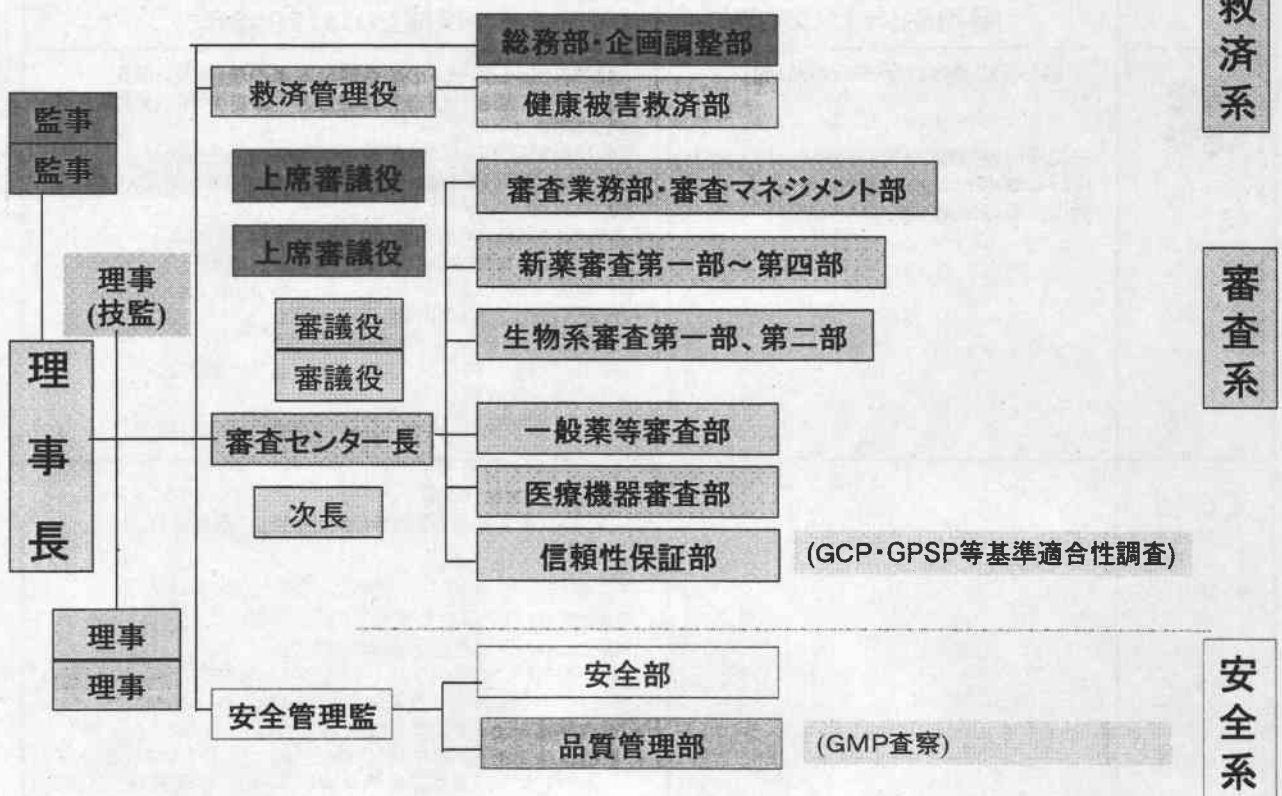 総務部・企画調整部
救済管理役
健康被害救済部
救済系
監事
監事
上席審議役
審査業務部・審査マネジメント部
上席審議役
新薬審査第一部～第四部
理事
(技監)
審議役
審議役
生物系審査第一部、第二部
審査系
理事長
審査センター長
一般薬等審査部
医療機器審査部
次長
信頼性保証部
(GCP・GPSP等基準適合性調査)
理事
理事
安全管理監
安全部
品質管理部
(GMP査察)
安全系